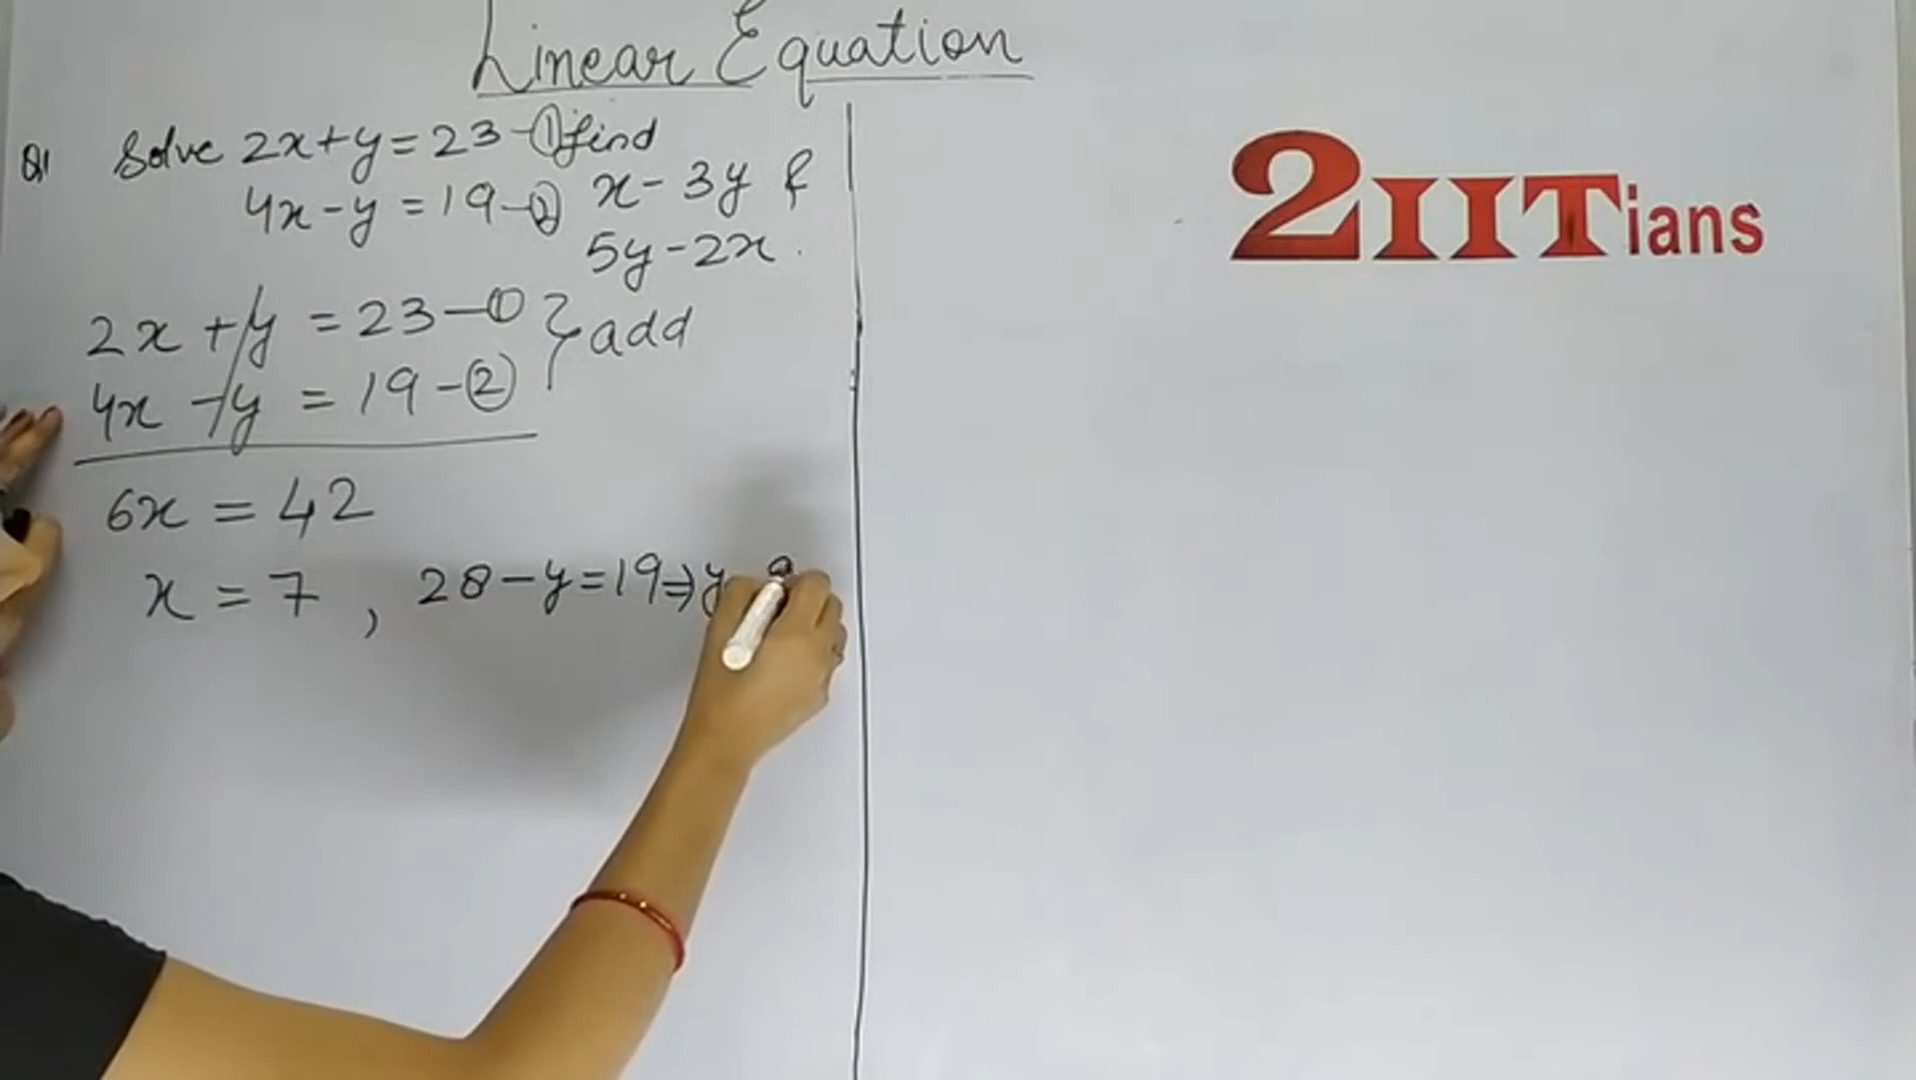 Linear Equation
Q1 Solve 2x+y=23-① find
4x-y=19-② x-3y &
5y-2x.
2x+y=23-① } add
4x-y=19-②
6x=42
x=7, 28-y=19⇒y
2IITians